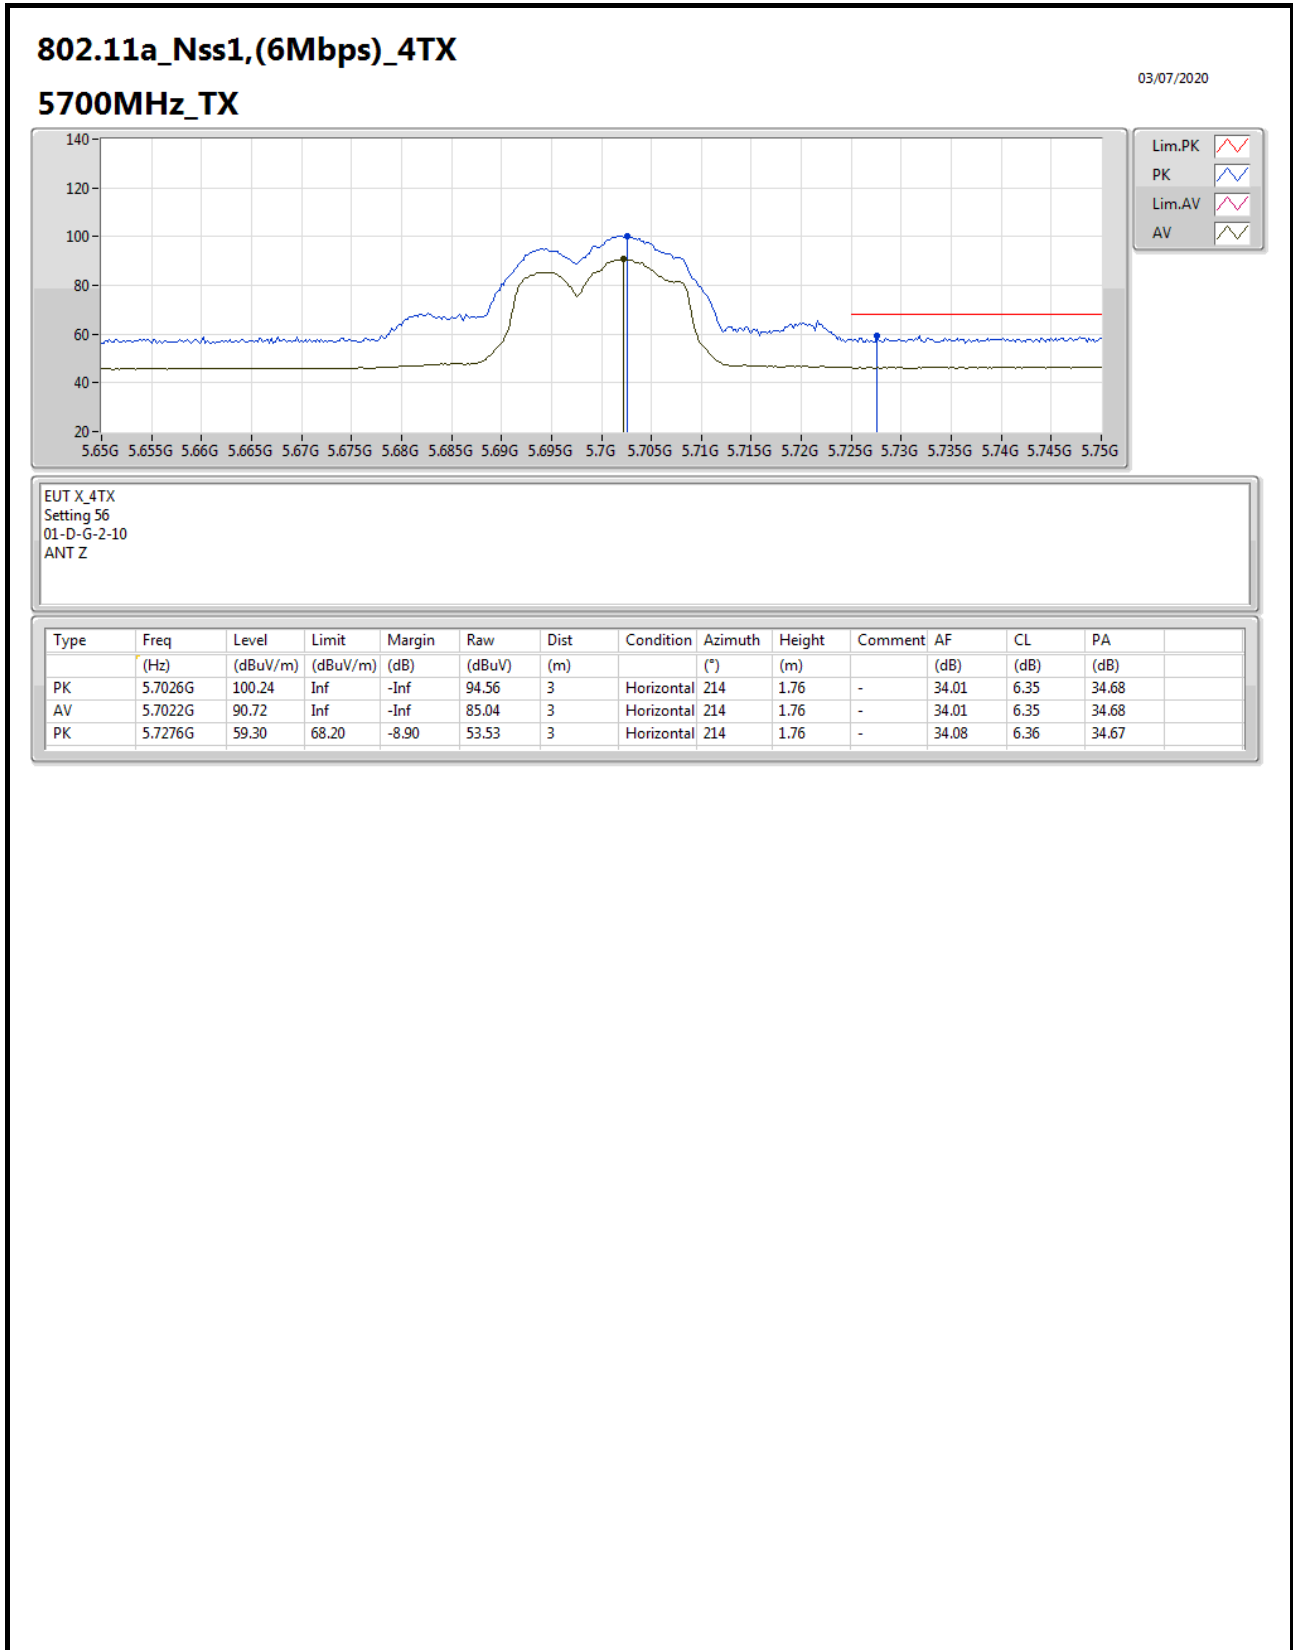 802.11a_Nss1,(6Mbps)_4TX
03/07/2020
5700MHz_TX
140
120
100
80
60
40
20
5.65G 5.655G 5.66G 5.665G 5.67G 5.675G 5.68G 5.685G 5.69G 5.695G 5.7G 5.705G 5.71G 5.715G 5.72G 5.725G 5.73G 5.735G 5.74G 5.745G 5.75G
Lim.PK
PK
Lim.AV
AV
EUT X_4TX
Setting 56
01-D-G-2-10
ANT Z
Type Freq Level Limit Margin Raw Dist Condition Azimuth Height Comment AF CL PA
(Hz) (dBuV/m) (dBuV/m) (dB) (dBuV) (m) (°) (m) (dB) (dB) (dB)
PK 5.7026G 100.24 Inf -Inf 94.56 3 Horizontal 214 1.76 - 34.01 6.35 34.68
AV 5.7022G 90.72 Inf -Inf 85.04 3 Horizontal 214 1.76 - 34.01 6.35 34.68
PK 5.7276G 59.30 68.20 -8.90 53.53 3 Horizontal 214 1.76 - 34.08 6.36 34.67